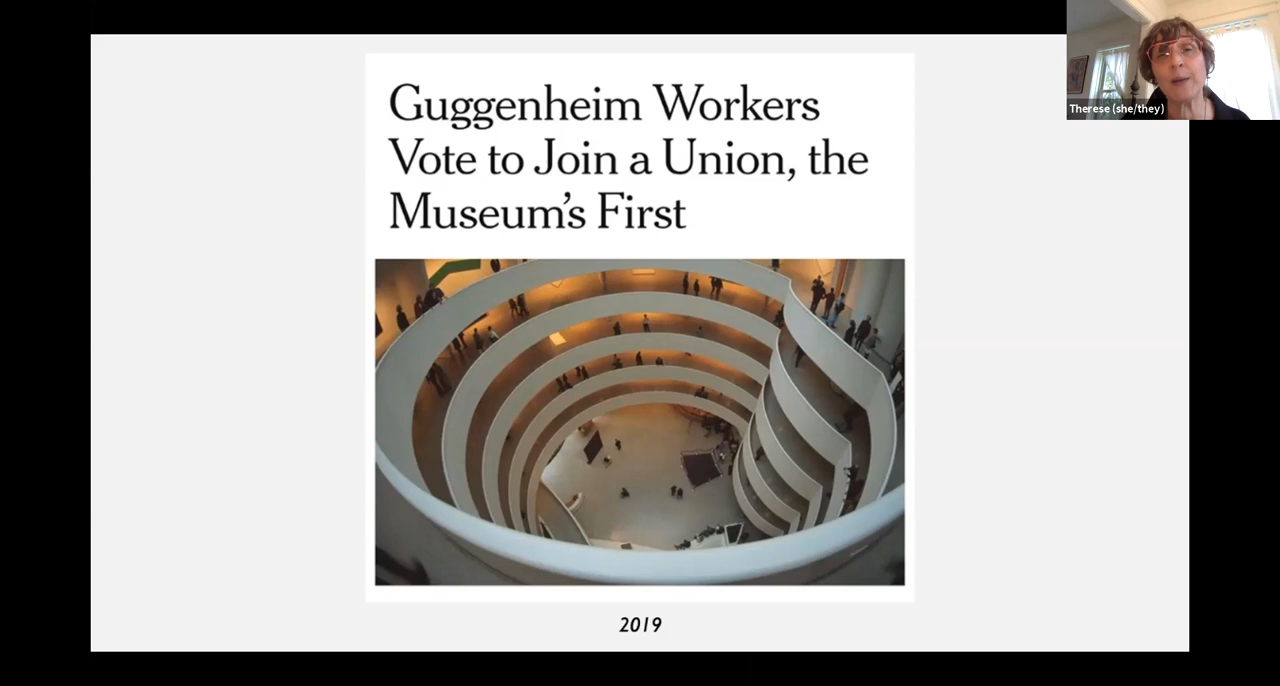 Guggenheim Workers
Vote to Join a Union, the
Museum's First
2019
Therese (she/they)